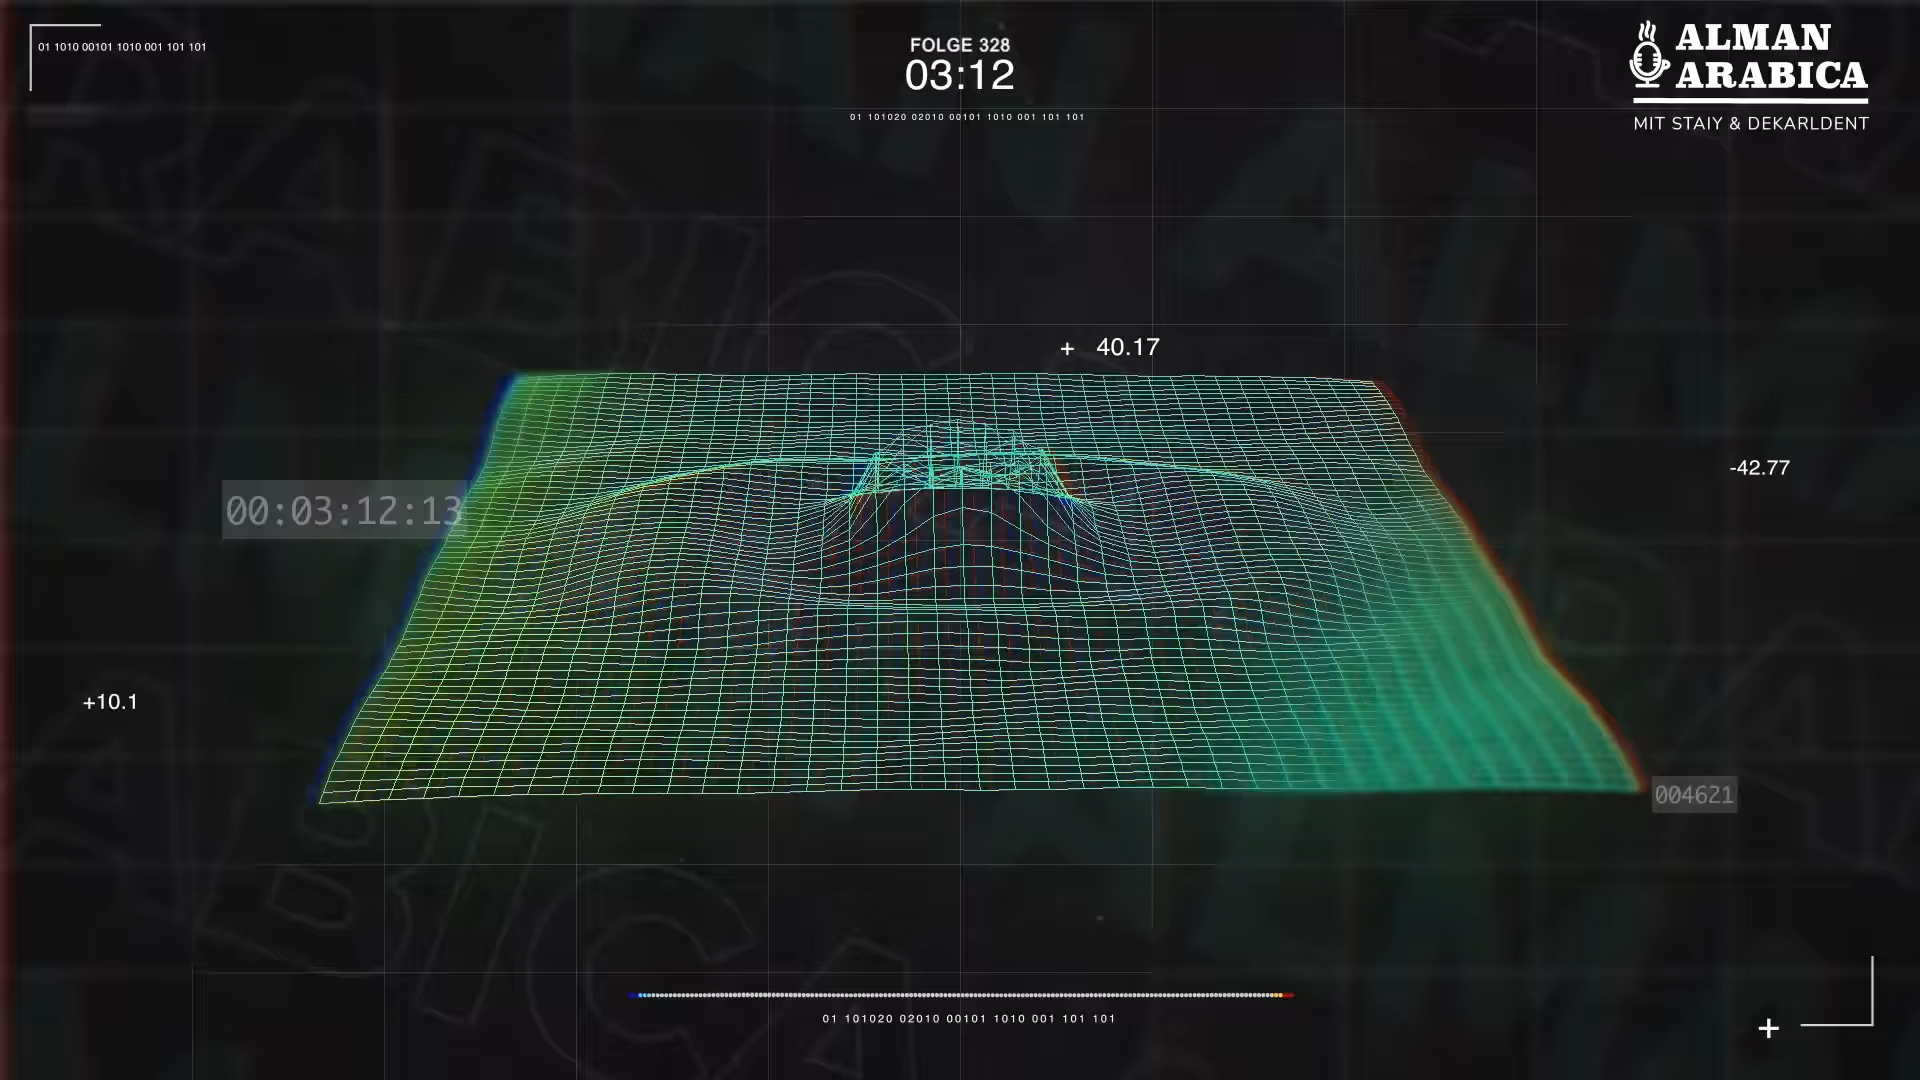 01 1010 00101 1010 001 101 101
FOLGE 328
03:12
01 101020 02010 00101 1010 001 101 101
ALMAN
ARABICA
MIT STAIY & DEKARLDENT
+ 40.17
-42.77
00:03:12:13
+10.1
004621
01 101020 02010 00101 1010 001 101 101
+